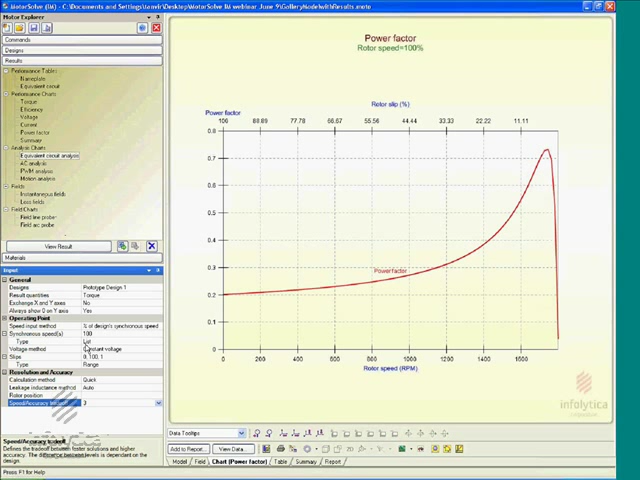 MotorSolve (IM) - C:\Documents and Settings\tanvir\Desktop\MotorSolve IM webinar June 9\GalleryModelwithResults.moto
Motor Explorer
Commands
Designs
Results
Performance Tables
Nameplate
Equivalent circuit
Performance Charts
Torque
Efficiency
Voltage
Current
Power factor
Summary
Analysis Charts
Equivalent circuit analysis
AC analysis
PWM analysis
Motion analysis
Fields
Instantaneous fields
Loss fields
Field Charts
Field line probe
Field arc probe
View Result
Materials
Input
General
Designs Prototype Design 1
Result quantities Torque
Exchange X and Y axes No
Always show 0 on Y axis Yes
Operating Point
Speed input method % of design's synchronous speed
Synchronous speed(s) 100
Type List
Voltage method Constant voltage
Slips 0, 100, 1
Type Range
Resolution and Accuracy
Calculation method Quick
Leakage inductance method Auto
Rotor position
Speed/Accuracy tradeoff 3
Speed/Accuracy tradeoff
Defines the tradeoff between faster solutions and higher
accuracy. The difference between levels is dependant on the
design.
Press F1 for Help
Power factor
Rotor speed=100%
Rotor slip (%)
Power factor
100 88.89 77.78 66.67 55.56 44.44 33.33 22.22 11.11
0.8
0.7
0.6
0.5
0.4
0.3
0.2
0.1
0
Power factor
0 200 400 600 800 1000 1200 1400 1600
Rotor speed (RPM)
infolytica
corporation
Data Tooltips
Add to Report... View Data...
Model Field Chart (Power factor) Table Summary Report